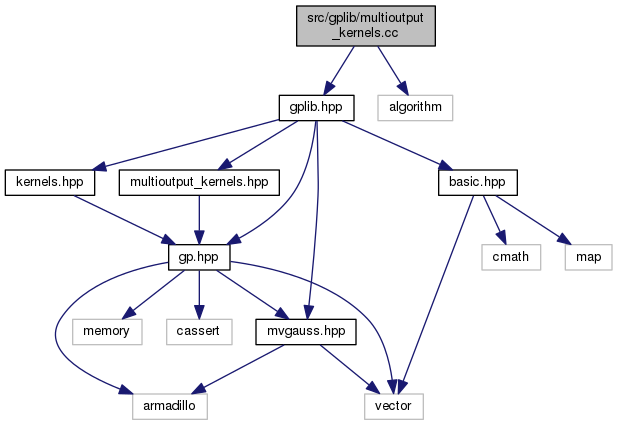 src/gplib/multioutput
_kernels.cc
gplib.hpp
algorithm
kernels.hpp
multioutput_kernels.hpp
basic.hpp
gp.hpp
cmath
map
memory
cassert
mvgauss.hpp
armadillo
vector